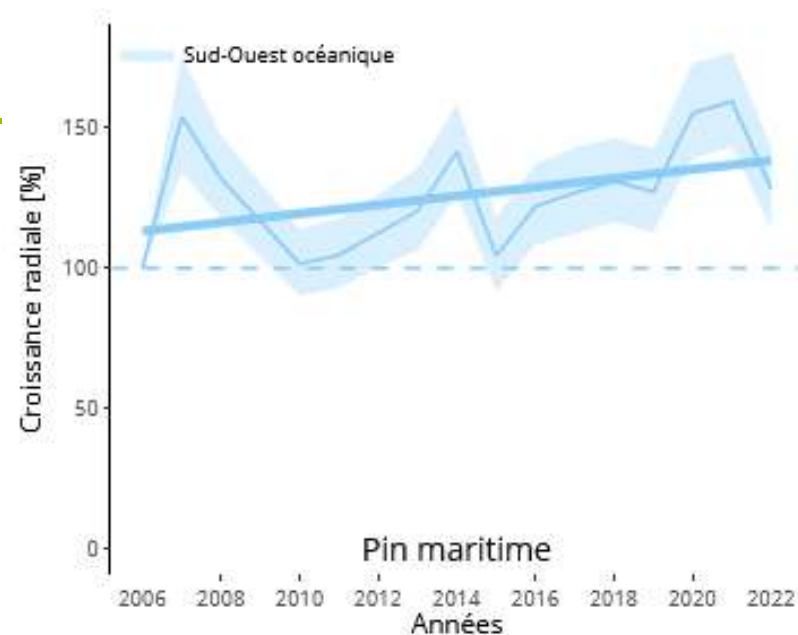 Sud-Ouest océanique
Croissance radiale [%]
150
100
50
0
Pin maritime
2006 2008 2010 2012 2014 2016 2018 2020 2022
Années